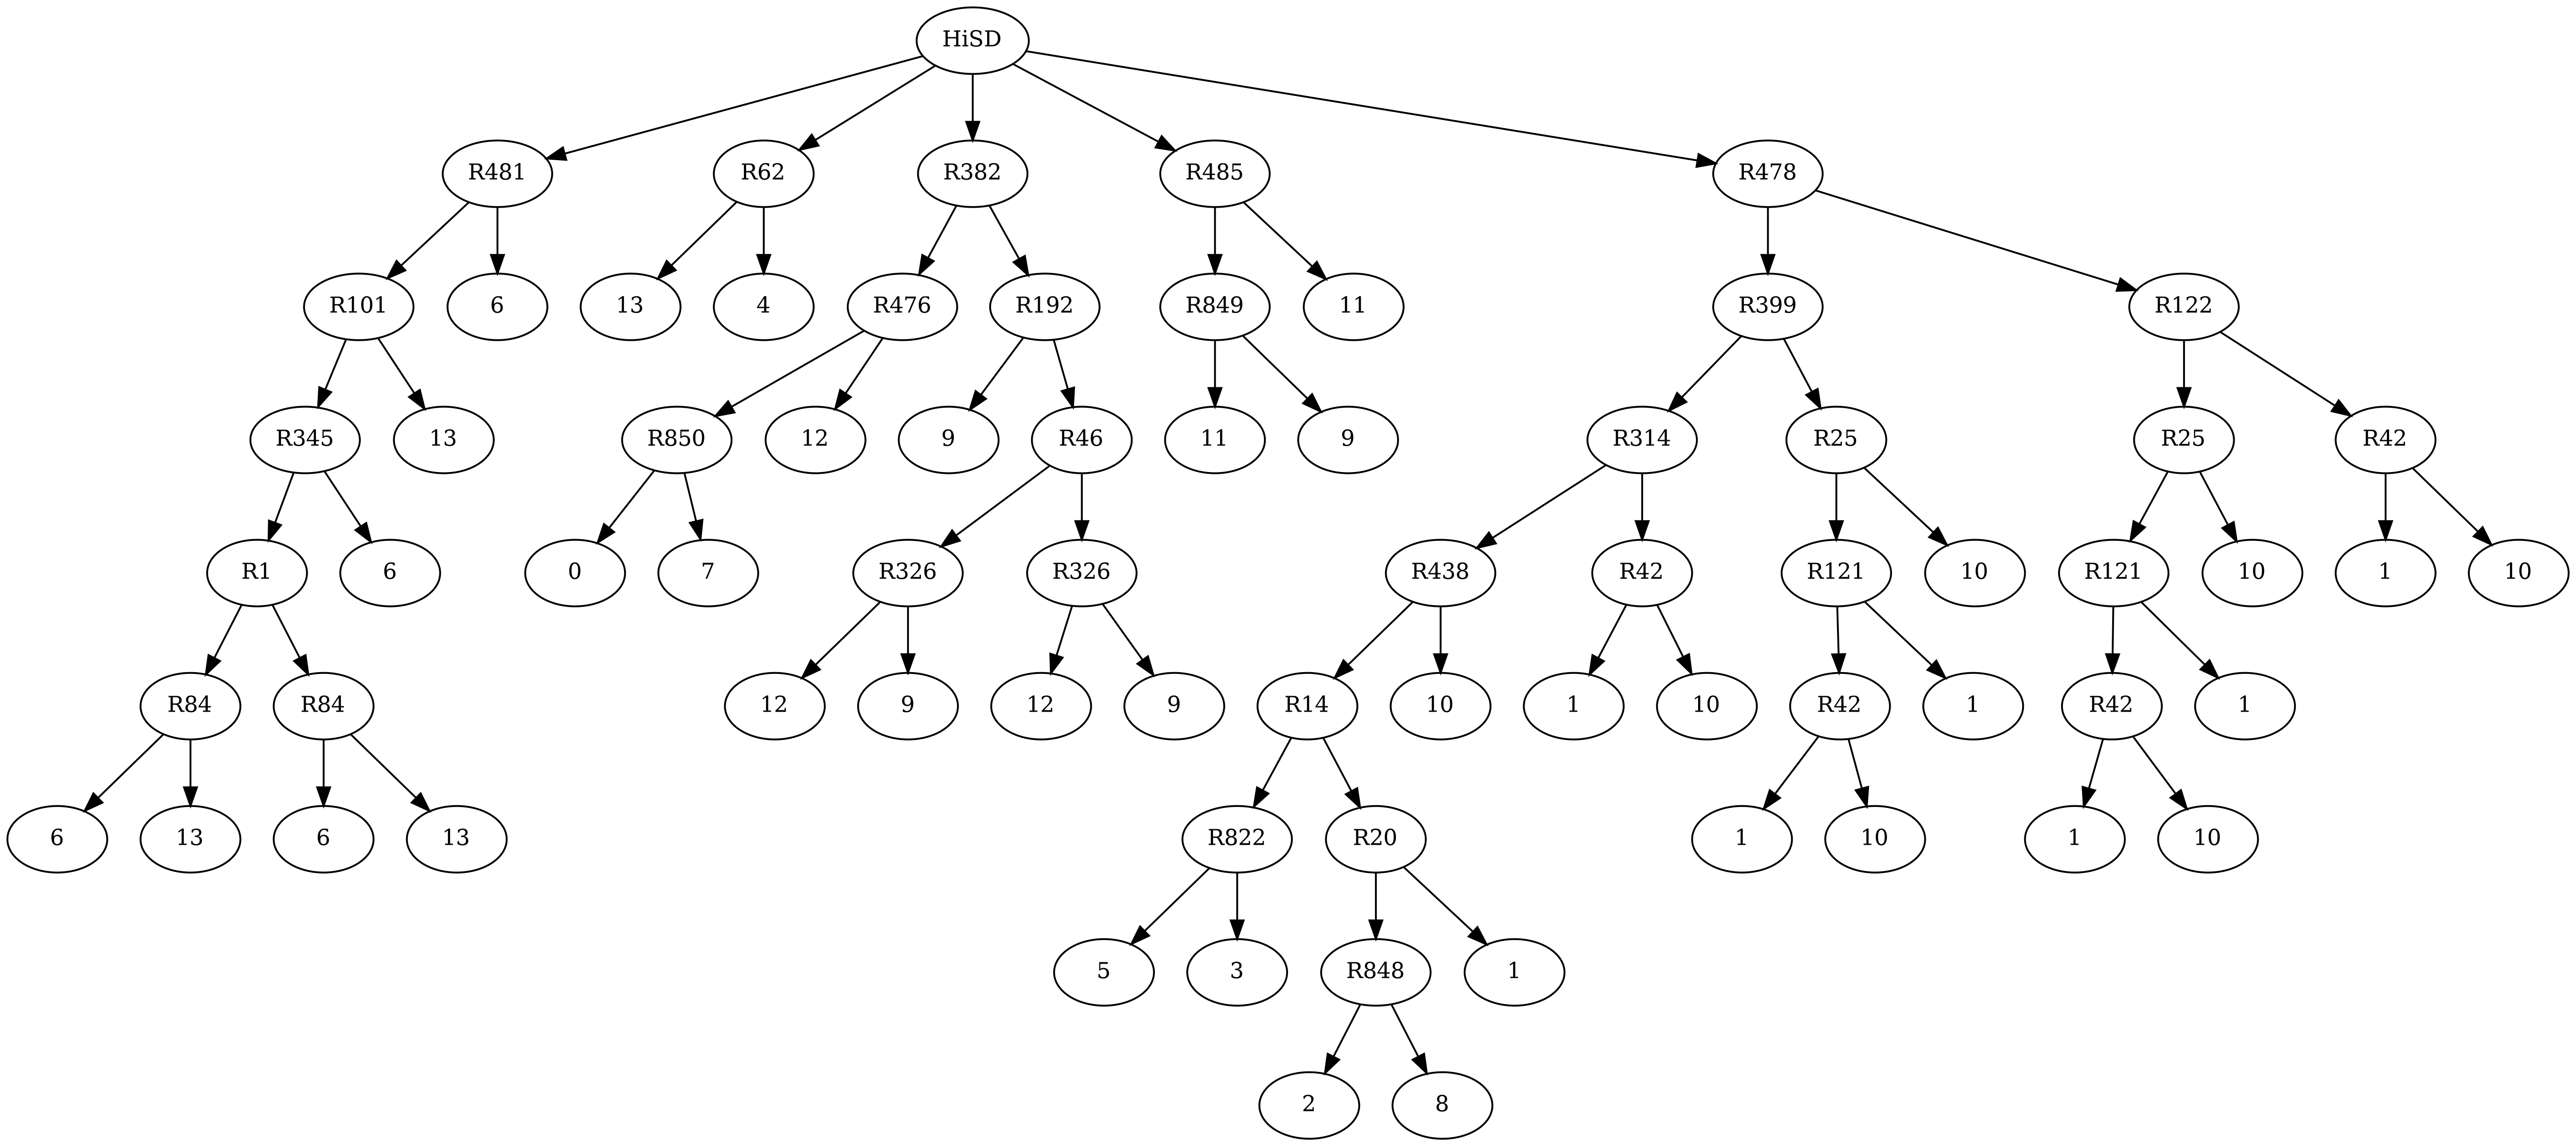 HiSD
R481 R62 R382 R485 R478
R101 6 13 4 R476 R192 R849 11 R399 R122
R345 13 R850 12 9 R46 11 9 R314 R25 R25 R42
R1 6 0 7 R326 R326 R438 R42 R121 10 R121 10 1 10
R84 R84 12 9 12 9 R14 10 1 10 R42 1 R42 1
6 13 6 13 R822 R20 1 10 1 10
5 3 R848 1
2 8